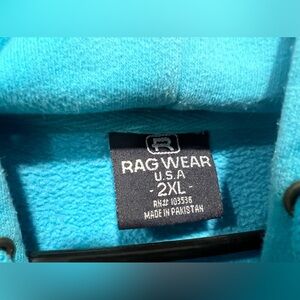 R
RAG WEAR
U.S.A
- 2XL -
RN# 103536
MADE IN PAKISTAN